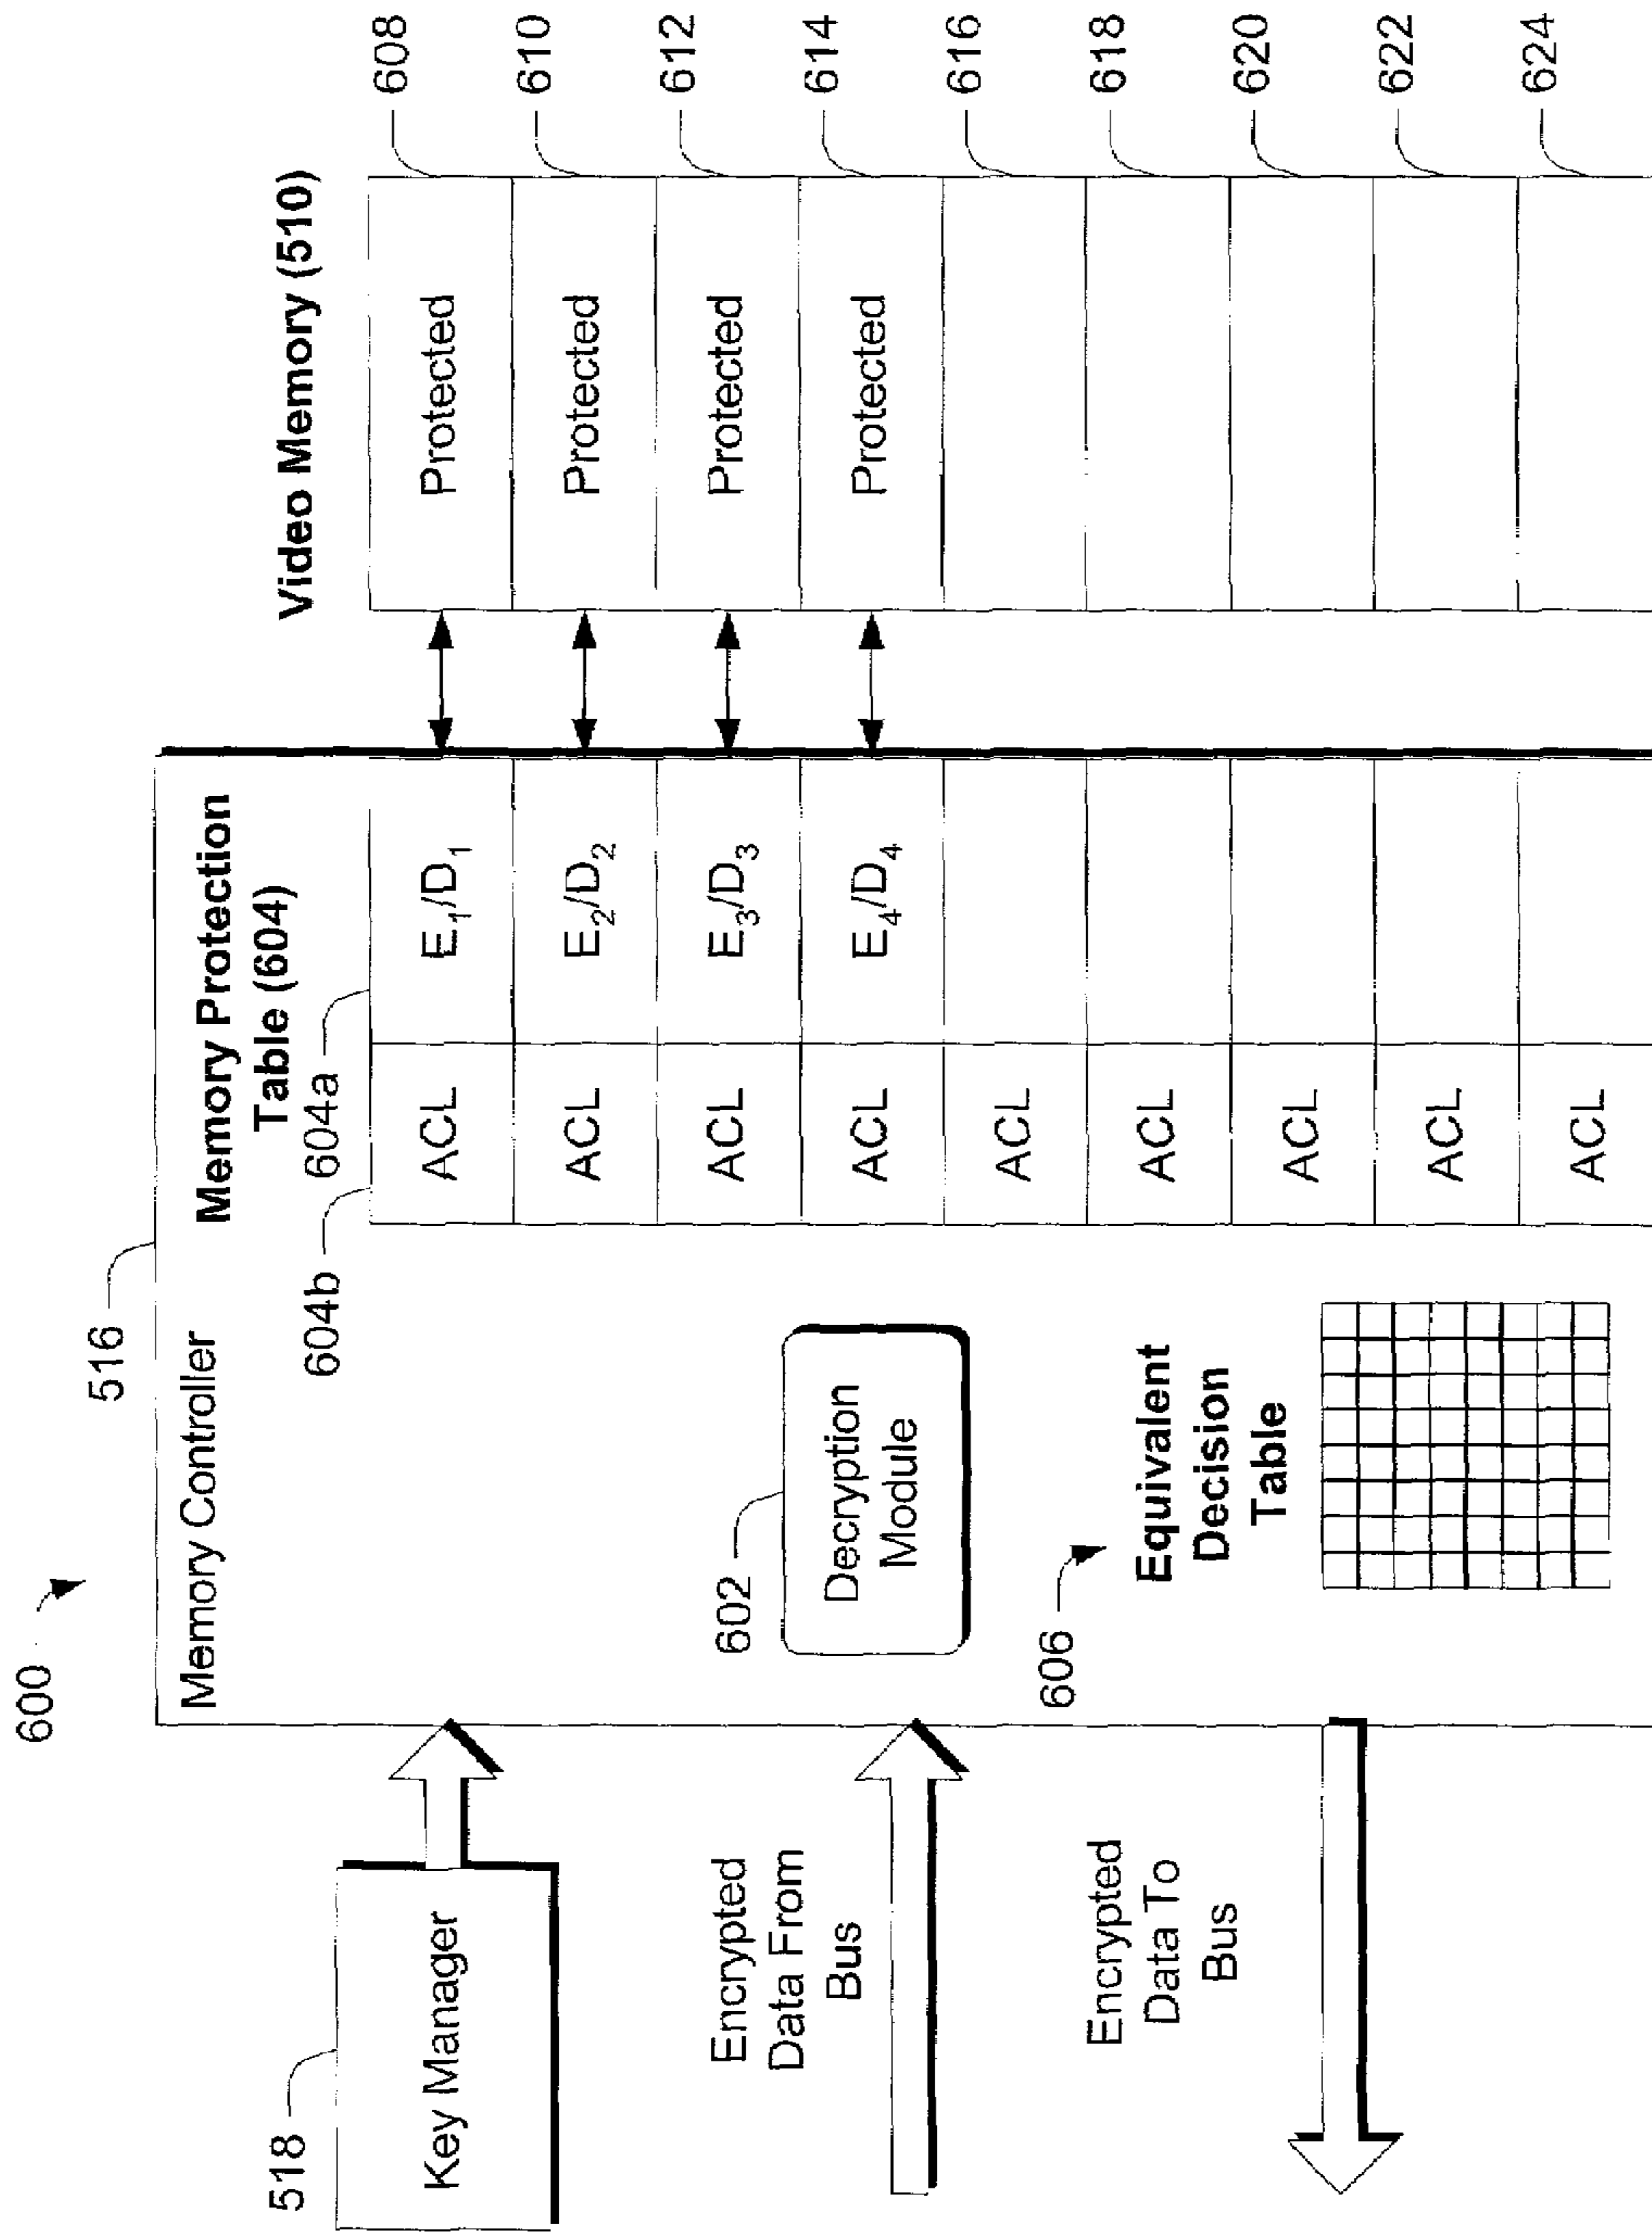 600
516
Memory Controller
Memory Protection
Table (604)
604b
604a
Video Memory (510)
518
Key Manager
ACL
E1/D1
Protected
608
ACL
E2/D2
Protected
610
ACL
E3/D3
Protected
612
ACL
E4/D4
Protected
614
ACL
616
ACL
618
ACL
620
ACL
622
ACL
624
Encrypted
Data From
Bus
602
Decryption
Module
606
Equivalent
Decision
Table
Encrypted
Data To
Bus